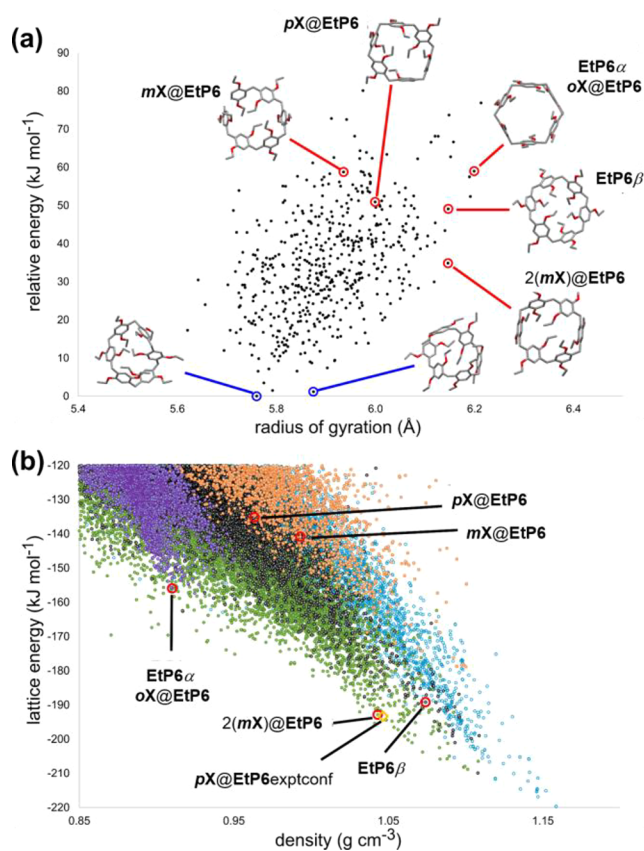 (a)
pX@EtP6
mX@EtP6
EtP6α
oX@EtP6
EtP6β
2(mX)@EtP6
relative energy (kJ mol⁻¹)
90
80
70
60
50
40
30
20
10
0
5.4 5.6 5.8 6.0 6.2 6.4
radius of gyration (Å)
(b)
lattice energy (kJ mol⁻¹)
-120
-130
-140
-150
-160
-170
-180
-190
-200
-210
-220
pX@EtP6
mX@EtP6
EtP6α
oX@EtP6
2(mX)@EtP6
pX@EtP6exptconf
EtP6β
0.85 0.95 1.05 1.15
density (g cm⁻³)